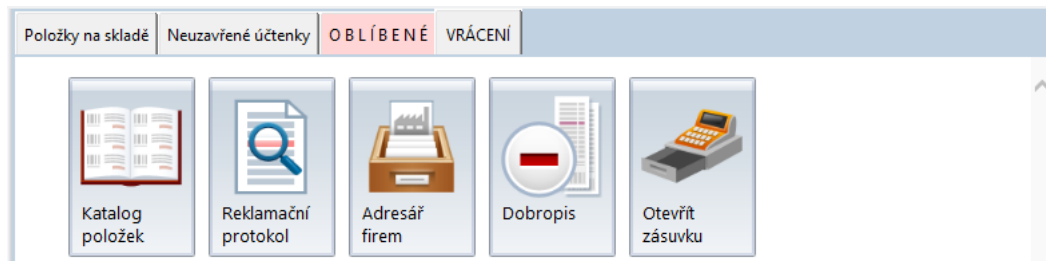 Položky na skladě Neuzavřené účtenky O B L Í B E N É VRÁCENÍ
Katalog položek
Reklamační protokol
Adresář firem
Dobropis
Otevřít zásuvku